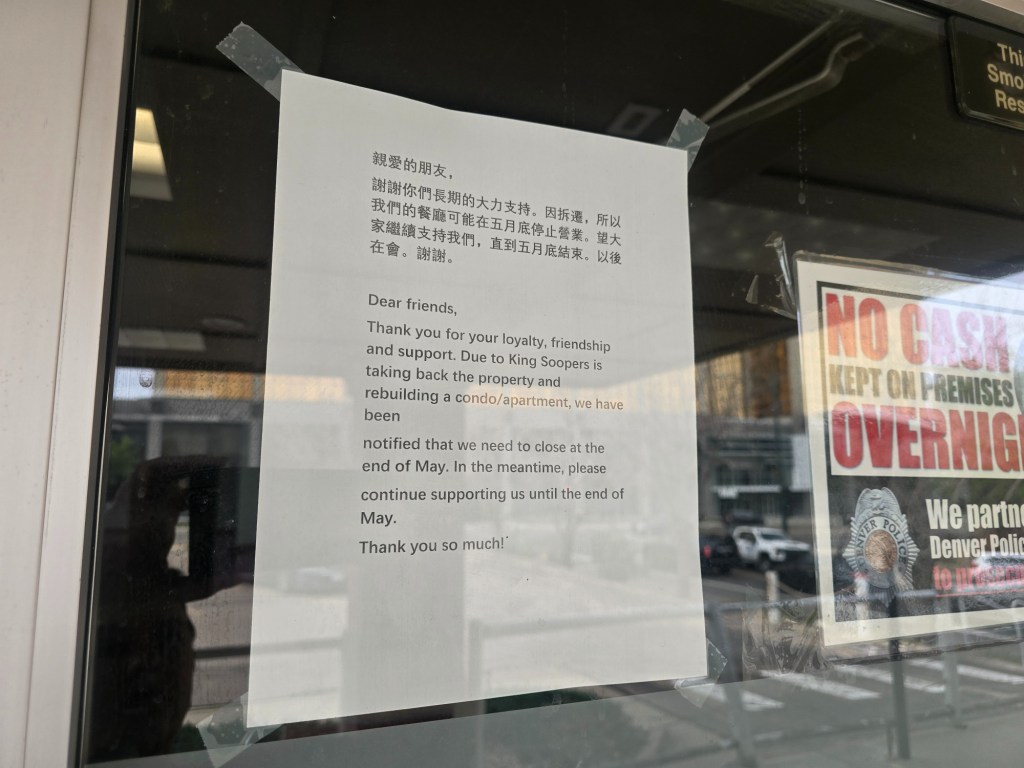 親愛的朋友，
謝謝你們長期的大力支持。因拆遷，所以
我們的餐廳可能在五月底停止營業。望大
家繼續支持我們，直到五月底結束。以後
在會。謝謝。
Dear friends,
Thank you for your loyalty, friendship
and support. Due to King Soopers is
taking back the property and
rebuilding a condo/apartment, we have
been
notified that we need to close at the
end of May. In the meantime, please
continue supporting us until the end of
May.
Thank you so much!
Thi
Smo
Res
NO CASH
KEPT ON PREMISES
OVERNIG
We partne
Denver Polic
VER POLIC